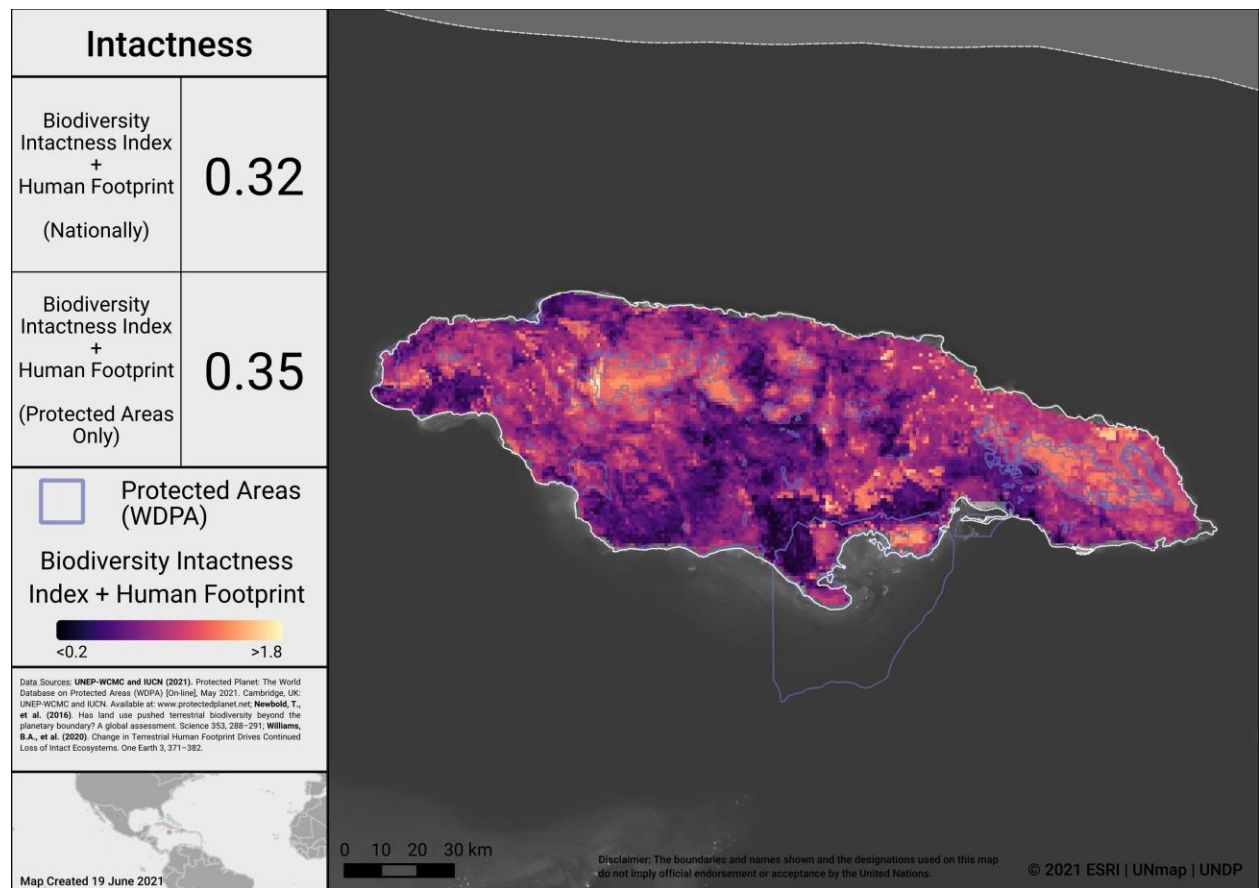 Intactness
Biodiversity
Intactness Index
+
Human Footprint
(Nationally)
0.32
Biodiversity
Intactness Index
+
Human Footprint
(Protected Areas
Only)
0.35
Protected Areas
(WDPA)
Biodiversity Intactness
Index + Human Footprint
<0.2 >1.8
Data Sources: UNEP-WCMC and IUCN (2021). Protected Planet: The World
Database on Protected Areas (WDPA) [On-line], May 2021. Cambridge, UK:
UNEP-WCMC and IUCN. Available at: www.protectedplanet.net; Newbold, T.,
et al. (2016). Has land use pushed terrestrial biodiversity beyond the
planetary boundary? A global assessment. Science 353, 288–291; Williams,
B.A., et al. (2020). Change in Terrestrial Human Footprint Drives Continued
Loss of Intact Ecosystems. One Earth 3, 371–382.
Map Created 19 June 2021
0 10 20 30 km
Disclaimer: The boundaries and names shown and the designations used on this map
do not imply official endorsement or acceptance by the United Nations.
© 2021 ESRI | UNmap | UNDP